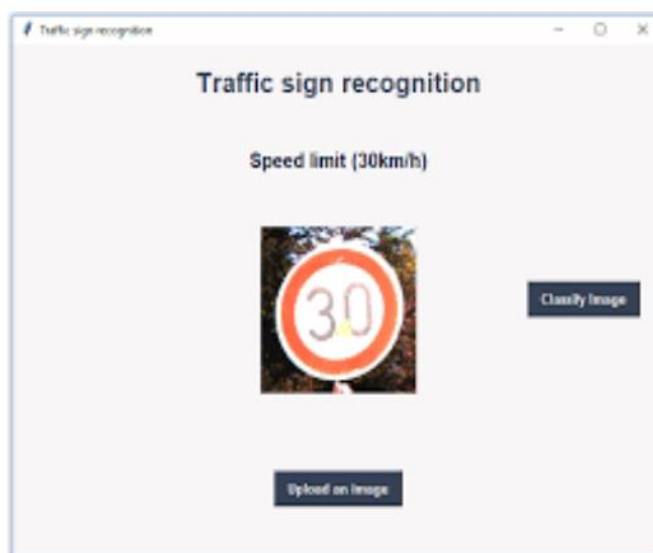 Traffic sign recognition
Traffic sign recognition
Speed limit (30km/h)
30
Classify Image
Upload an image